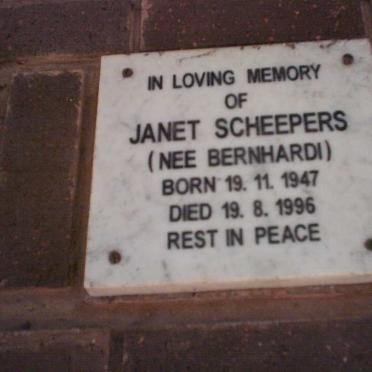 IN LOVING MEMORY
OF
JANET SCHEEPERS
(NEE BERNHARDI)
BORN 19. 11. 1947
DIED 19. 8. 1996
REST IN PEACE